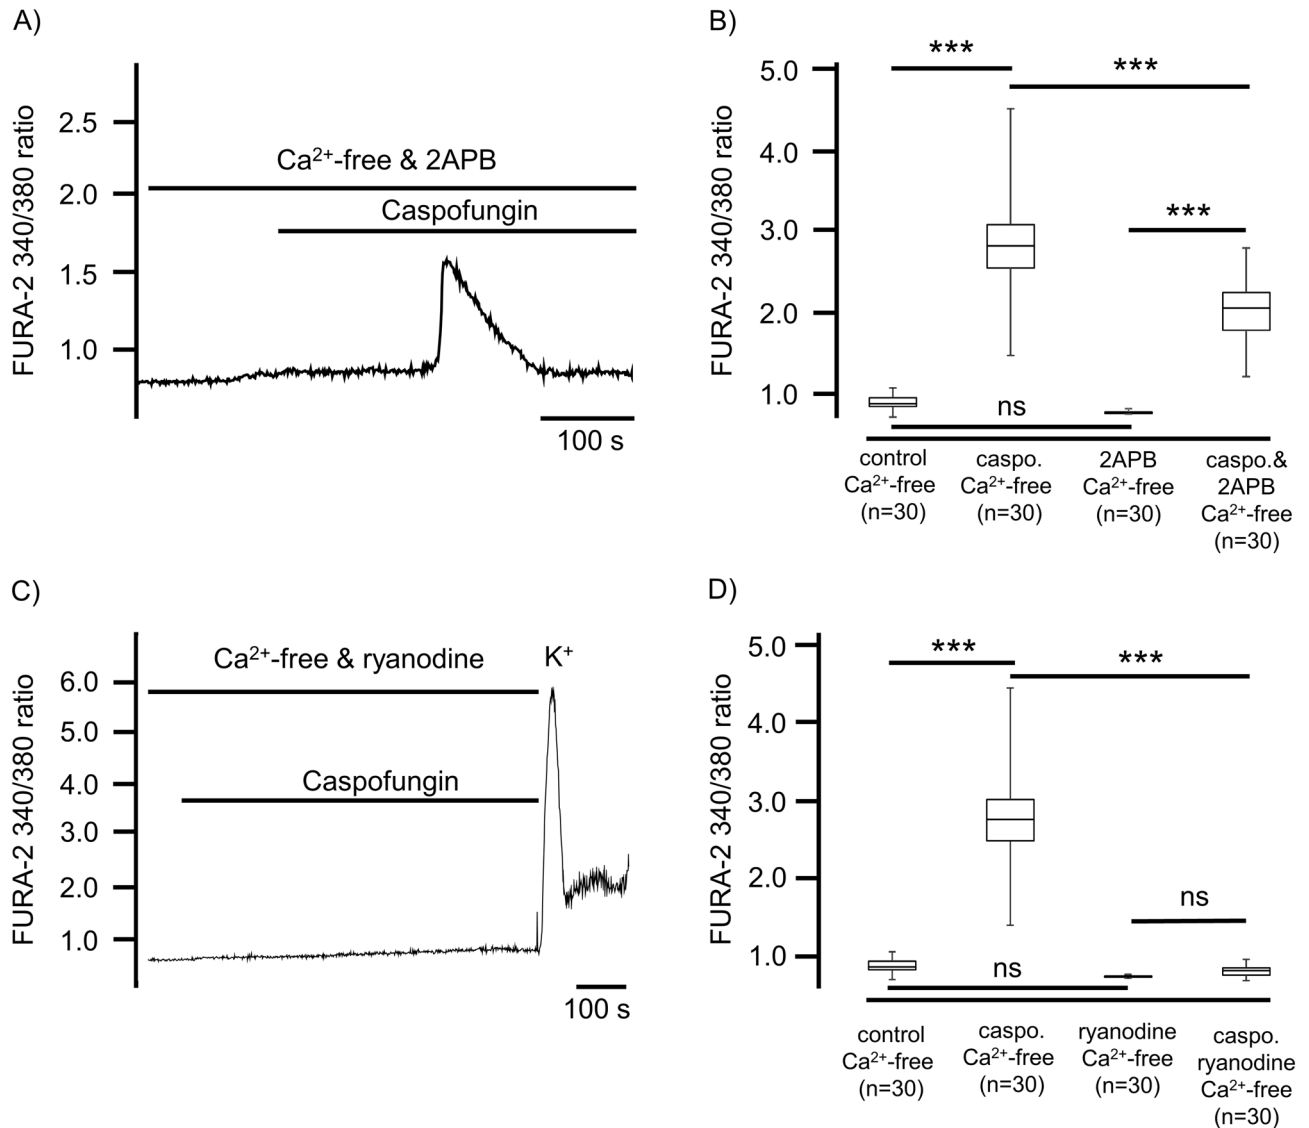 A)
FURA-2 340/380 ratio
2.5
2.0
1.5
1.0
Ca²⁺-free & 2APB
Caspofungin
100 s
B)
FURA-2 340/380 ratio
5.0
4.0
3.0
2.0
1.0
***
***
***
ns
control
Ca²⁺-free
(n=30)
caspo.
Ca²⁺-free
(n=30)
2APB
Ca²⁺-free
(n=30)
caspo.&
2APB
Ca²⁺-free
(n=30)
C)
FURA-2 340/380 ratio
6.0
5.0
4.0
3.0
2.0
1.0
Ca²⁺-free & ryanodine
K⁺
Caspofungin
100 s
D)
FURA-2 340/380 ratio
5.0
4.0
3.0
2.0
1.0
***
***
ns
ns
control
Ca²⁺-free
(n=30)
caspo.
Ca²⁺-free
(n=30)
ryanodine
Ca²⁺-free
(n=30)
caspo.
ryanodine
Ca²⁺-free
(n=30)